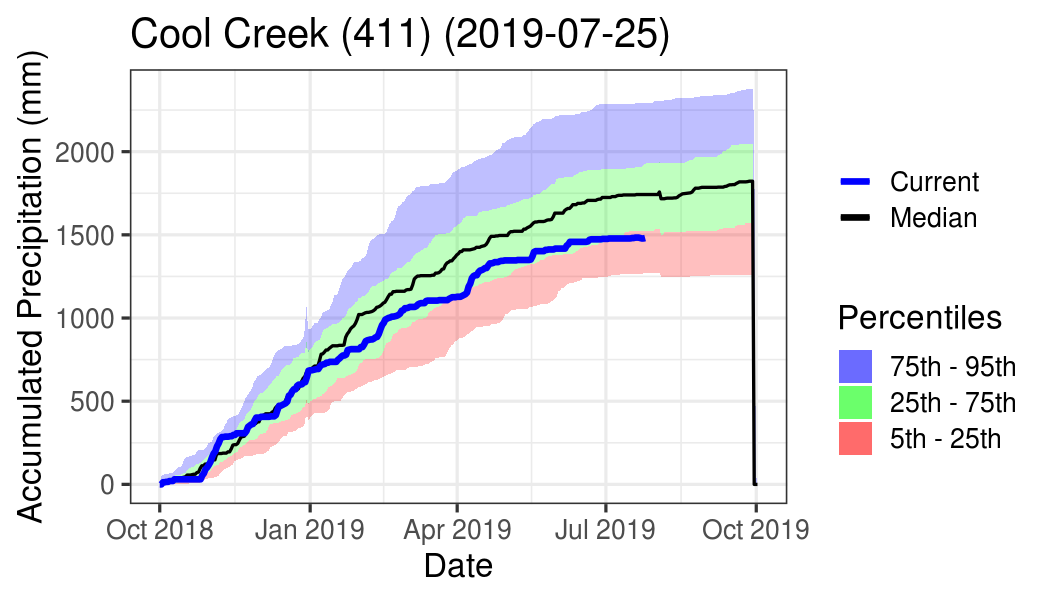 Cool Creek (411) (2019-07-25)
Accumulated Precipitation (mm)
2000
1500
1000
500
0
Oct 2018 Jan 2019 Apr 2019 Jul 2019 Oct 2019
Date
Current
Median
Percentiles
75th - 95th
25th - 75th
5th - 25th